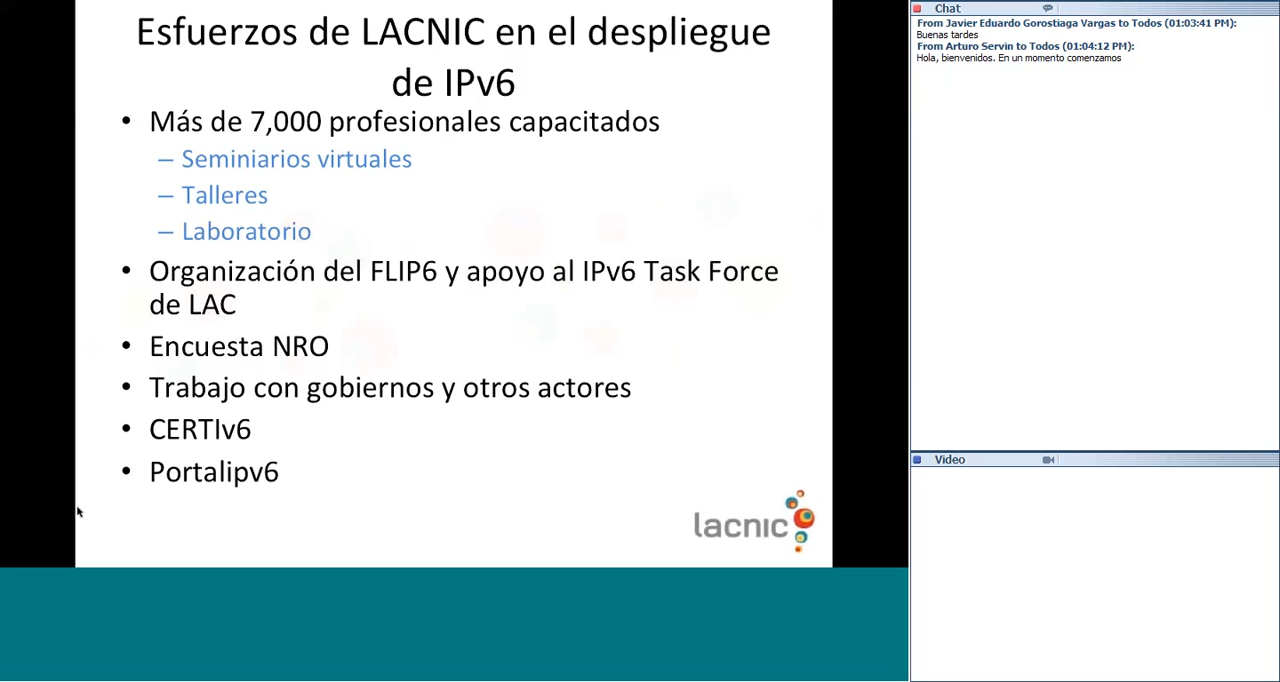 Esfuerzos de LACNIC en el despliegue
de IPv6
• Más de 7,000 profesionales capacitados
– Seminiarios virtuales
– Talleres
– Laboratorio
• Organización del FLIP6 y apoyo al IPv6 Task Force
de LAC
• Encuesta NRO
• Trabajo con gobiernos y otros actores
• CERTIv6
• Portalipv6
lacnic
Chat
From Javier Eduardo Gorostiaga Vargas to Todos (01:03:41 PM):
Buenas tardes
From Arturo Servin to Todos (01:04:12 PM):
Hola, bienvenidos. En un momento comenzamos
Video